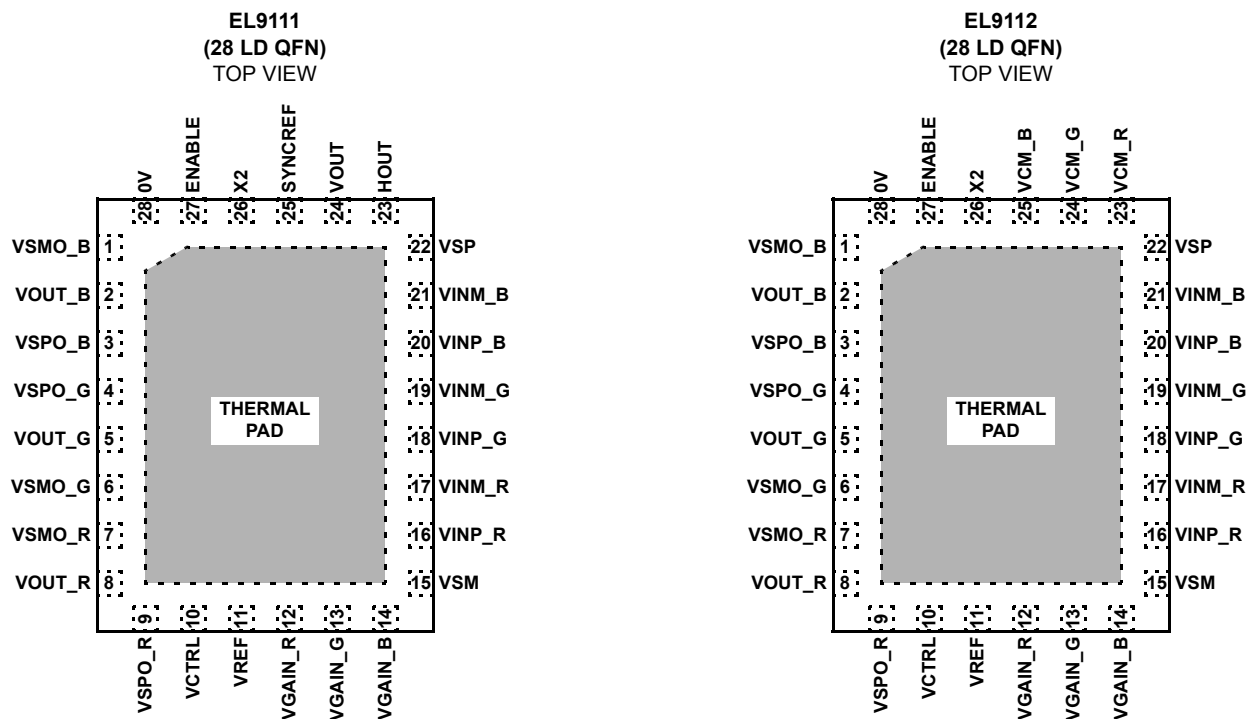 EL9111
(28 LD QFN)
TOP VIEW
28 0V
27 ENABLE
26 X2
25 SYNCREF
24 VOUT
23 HOUT
VSMO_B 1
VOUT_B 2
VSPO_B 3
VSPO_G 4
VOUT_G 5
VSMO_G 6
VSMO_R 7
VOUT_R 8
THERMAL
PAD
22 VSP
21 VINM_B
20 VINP_B
19 VINM_G
18 VINP_G
17 VINM_R
16 VINP_R
15 VSM
VSPO_R 9
VCTRL 10
VREF 11
VGAIN_R 12
VGAIN_G 13
VGAIN_B 14
EL9112
(28 LD QFN)
TOP VIEW
28 0V
27 ENABLE
26 X2
25 VCM_B
24 VCM_G
23 VCM_R
VSMO_B 1
VOUT_B 2
VSPO_B 3
VSPO_G 4
VOUT_G 5
VSMO_G 6
VSMO_R 7
VOUT_R 8
THERMAL
PAD
22 VSP
21 VINM_B
20 VINP_B
19 VINM_G
18 VINP_G
17 VINM_R
16 VINP_R
15 VSM
VSPO_R 9
VCTRL 10
VREF 11
VGAIN_R 12
VGAIN_G 13
VGAIN_B 14